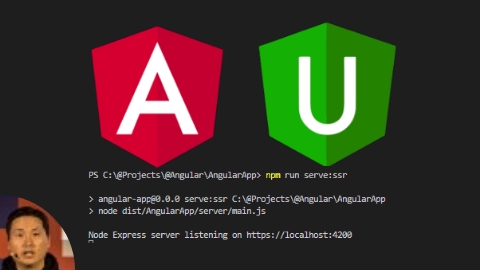 A U
PS C:\@Projects\@Angular\AngularApp> npm run serve:ssr
> angular-app@0.0.0 serve:ssr C:\@Projects\@Angular\AngularApp
> node dist/AngularApp/server/main.js
Node Express server listening on https://localhost:4200